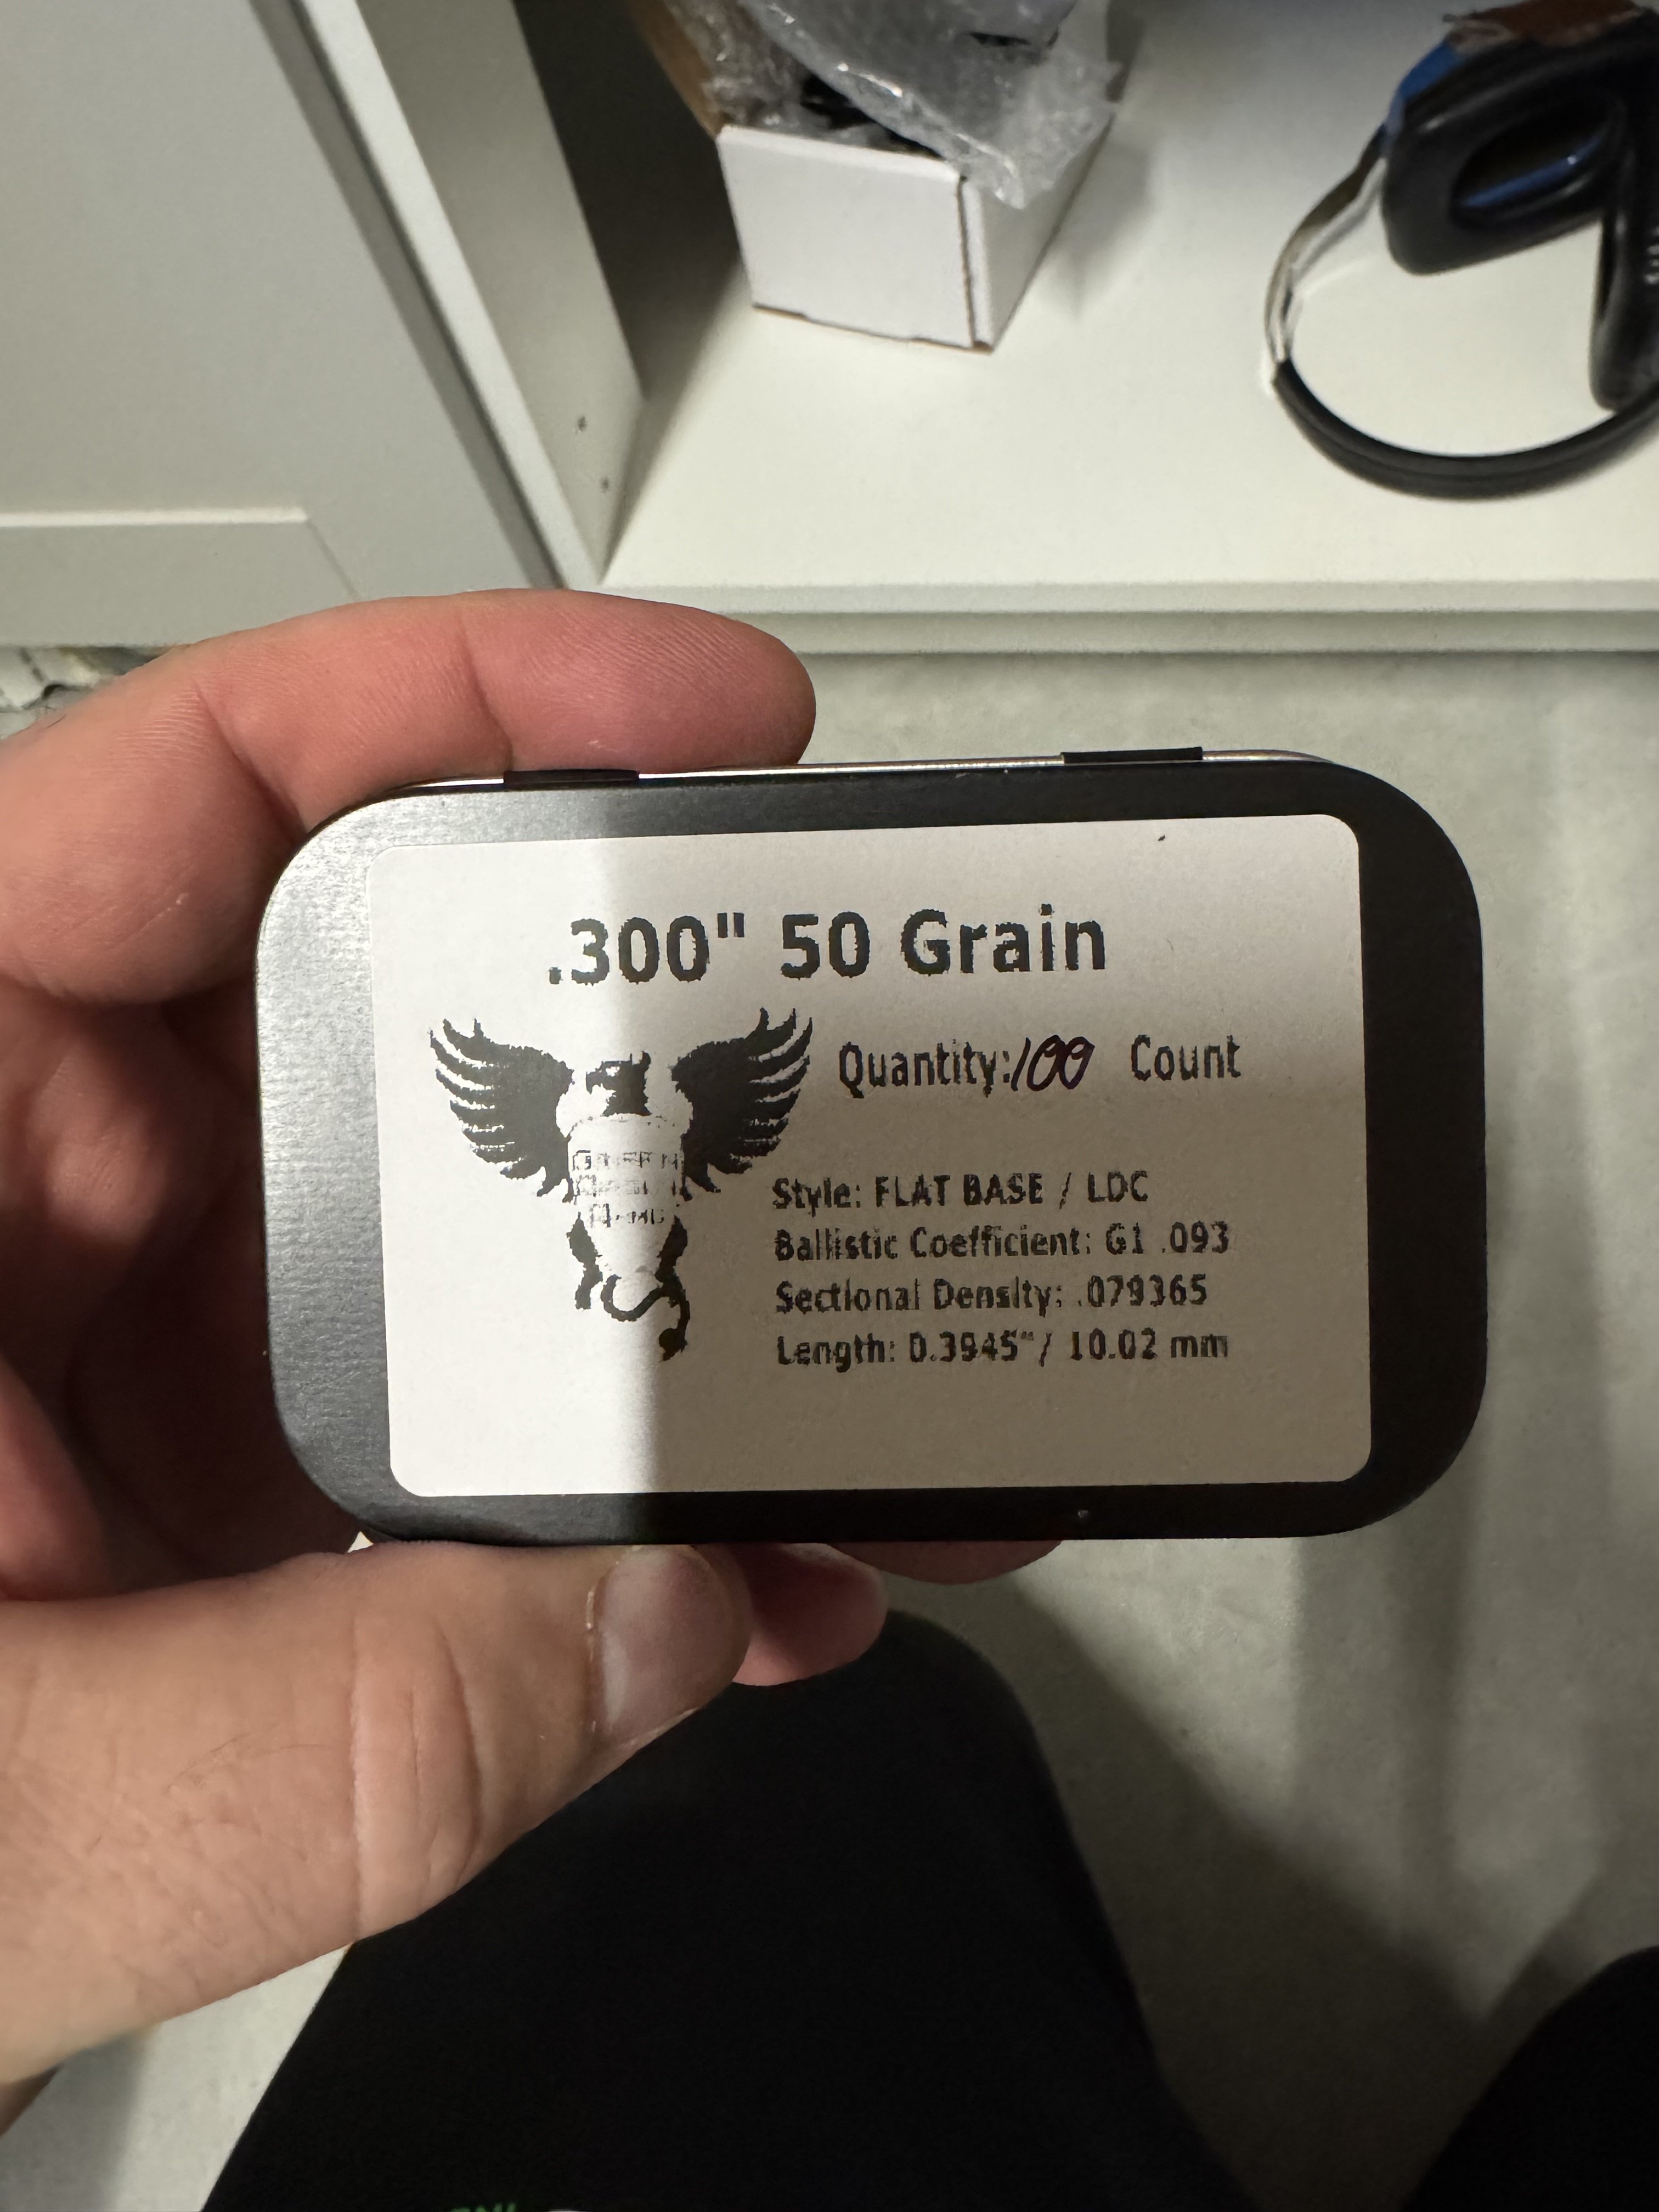 .300" 50 Grain
Quantity:100 Count
Style: FLAT BASE / LDC
Ballistic Coefficient: G1 .093
Sectional Density: .079365
Length: 0.3945"/ 10.02 mm